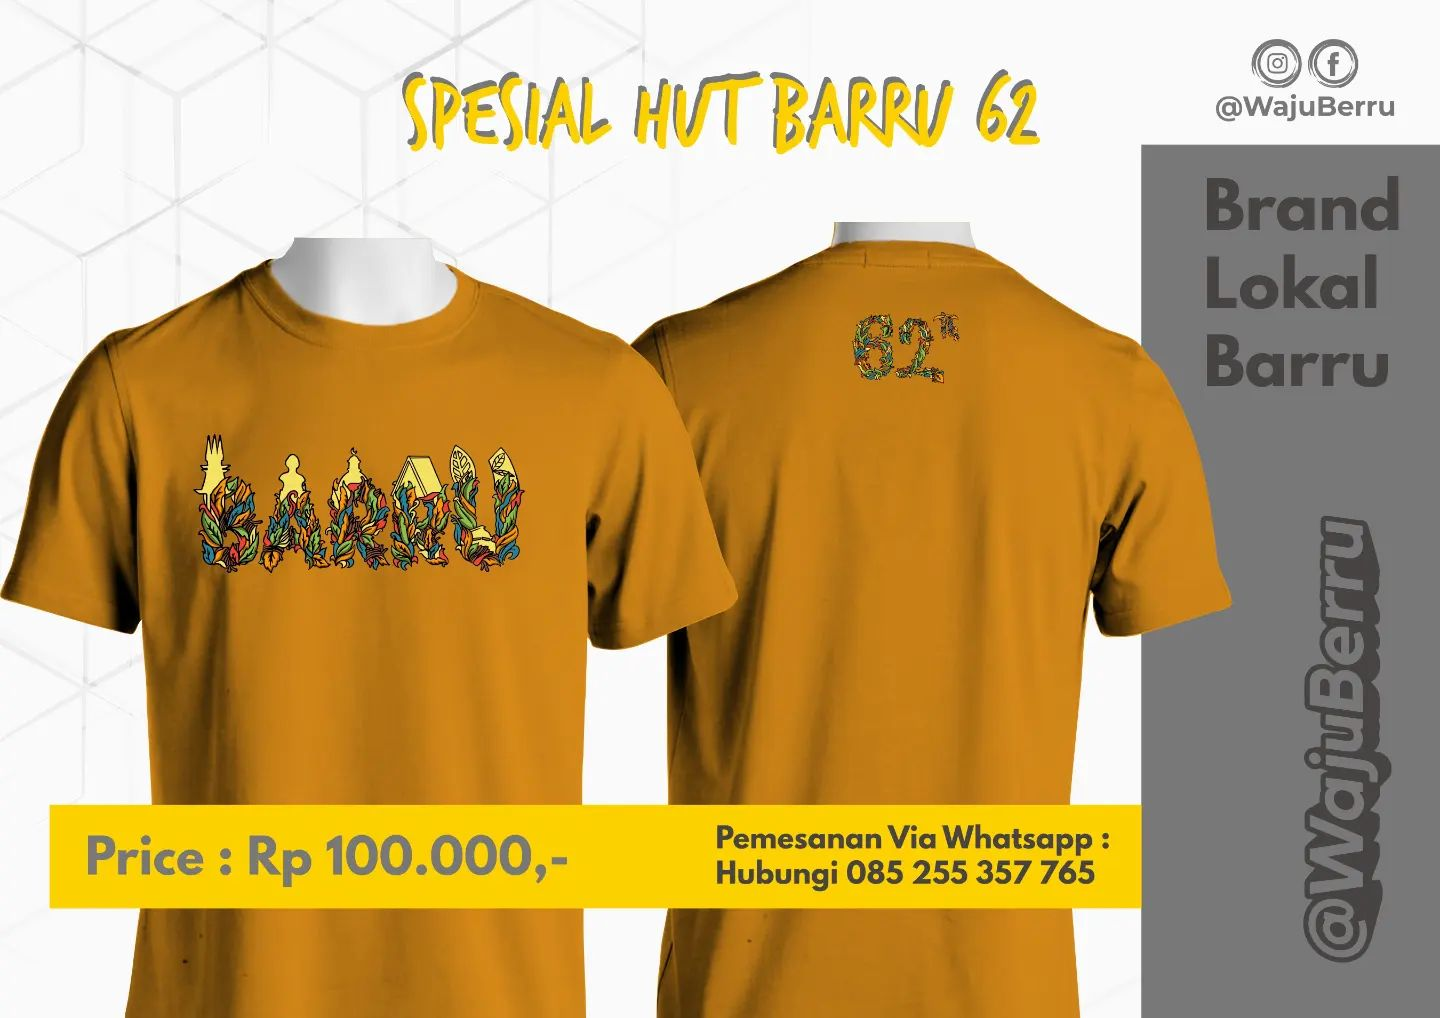 SPESIAL HUT BARRU 62
@WajuBerru
Brand
Lokal
Barru
BARRU
62
@WajuBerru
Price : Rp 100.000,-
Pemesanan Via Whatsapp :
Hubungi 085 255 357 765